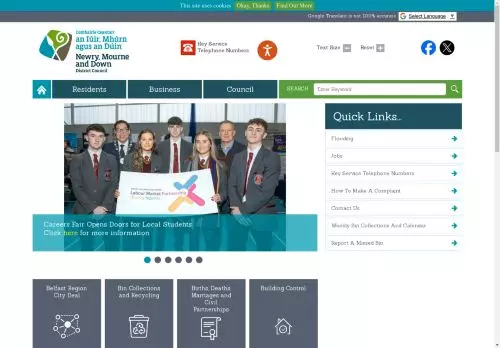 This site uses cookies Okay, Thanks Find Out More
Google Translate is not 100% accurate Select Language
Comhairle Ceantair
an Iúir, Mhúrn
agus an Dúin
Newry, Mourne
and Down
District Council
Key Service
Telephone Numbers
Text Size
Reset
Residents
Business
Council
SEARCH
Enter Keyword
Labour Market Partnership
Careers Fair Opens Doors for Local Students
Click here for more information
Quick Links...
Flooding
Jobs
Key Service Telephone Numbers
How To Make A Complaint
Contact Us
Weekly Bin Collections And Calendar
Report A Missed Bin
Belfast Region
City Deal
Bin Collections
and Recycling
Births, Deaths,
Marriages and
Civil
Partnerships
Building Control